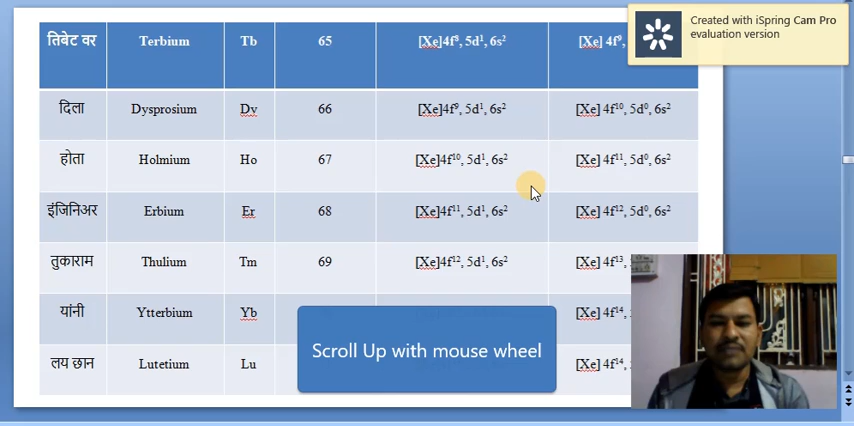 Created with iSpring Cam Pro
evaluation version
तिबेट वर Terbium Tb 65 [Xe]4f⁸, 5d¹, 6s² [Xe] 4f⁹,
दिला Dysprosium Dy 66 [Xe]4f⁹, 5d¹, 6s² [Xe] 4f¹⁰, 5d⁰, 6s²
होता Holmium Ho 67 [Xe]4f¹⁰, 5d¹, 6s² [Xe] 4f¹¹, 5d⁰, 6s²
इंजिनिअर Erbium Er 68 [Xe]4f¹¹, 5d¹, 6s² [Xe] 4f¹², 5d⁰, 6s²
तुकाराम Thulium Tm 69 [Xe]4f¹², 5d¹, 6s² [Xe] 4f¹³,
यांनी Ytterbium Yb [Xe] 4f¹⁴,
लय छान Lutetium Lu [Xe] 4f¹⁴,
Scroll Up with mouse wheel